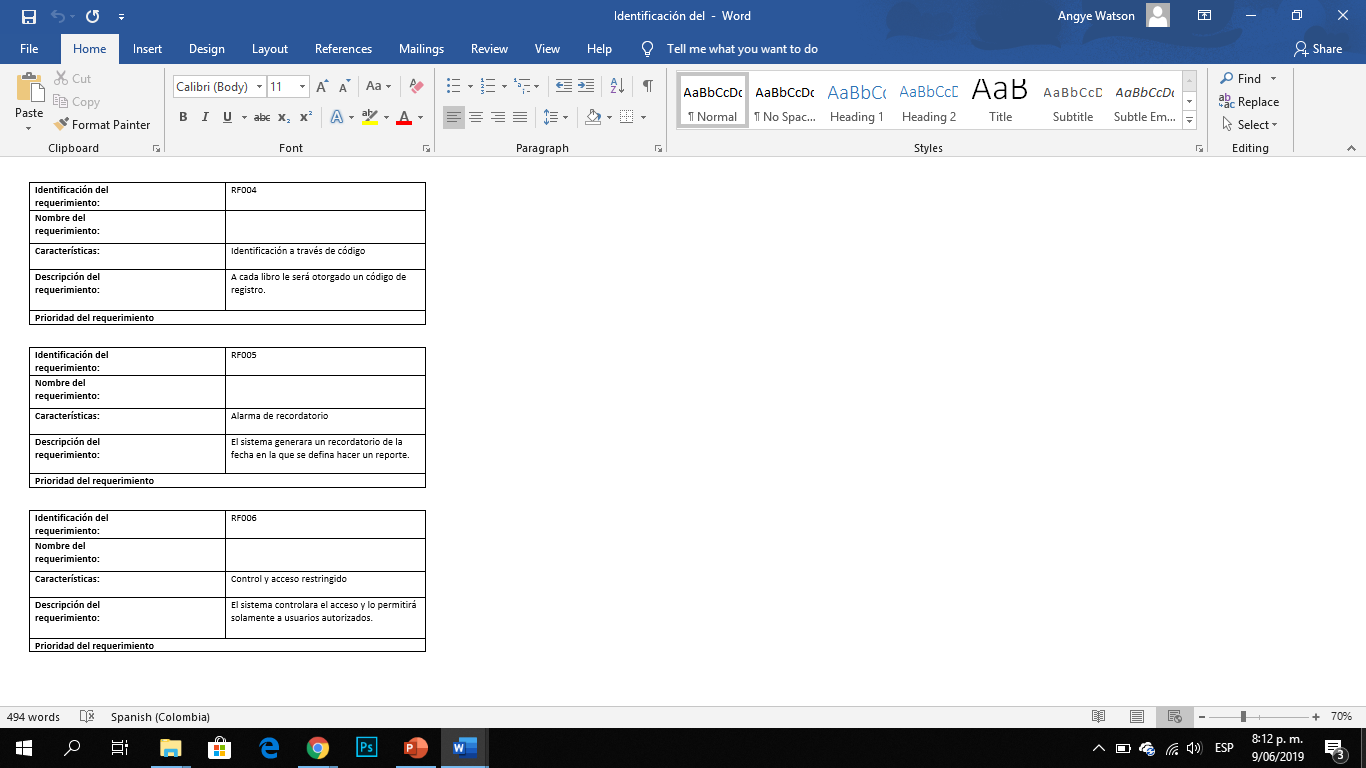 Identificación del - Word
Angye Watson
File Home Insert Design Layout References Mailings Review View Help Tell me what you want to do Share
Paste
Cut
Copy
Format Painter
Clipboard
Calibri (Body) 11
Font
Paragraph
AaBbCcDc AaBbCcDc AaBbCc AaBbCcD AaB AaBbCcD AaBbCcDc
¶ Normal ¶ No Spac... Heading 1 Heading 2 Title Subtitle Subtle Em...
Styles
Find
Replace
Select
Editing
Identificación del
requerimiento:
RF004
Nombre del
requerimiento:
Características:
Identificación a través de código
Descripción del
requerimiento:
A cada libro le será otorgado un código de
registro.
Prioridad del requerimiento
Identificación del
requerimiento:
RF005
Nombre del
requerimiento:
Características:
Alarma de recordatorio
Descripción del
requerimiento:
El sistema generara un recordatorio de la
fecha en la que se defina hacer un reporte.
Prioridad del requerimiento
Identificación del
requerimiento:
RF006
Nombre del
requerimiento:
Características:
Control y acceso restringido
Descripción del
requerimiento:
El sistema controlara el acceso y lo permitirá
solamente a usuarios autorizados.
Prioridad del requerimiento
494 words Spanish (Colombia) 70%
ESP
8:12 p. m.
9/06/2019
3